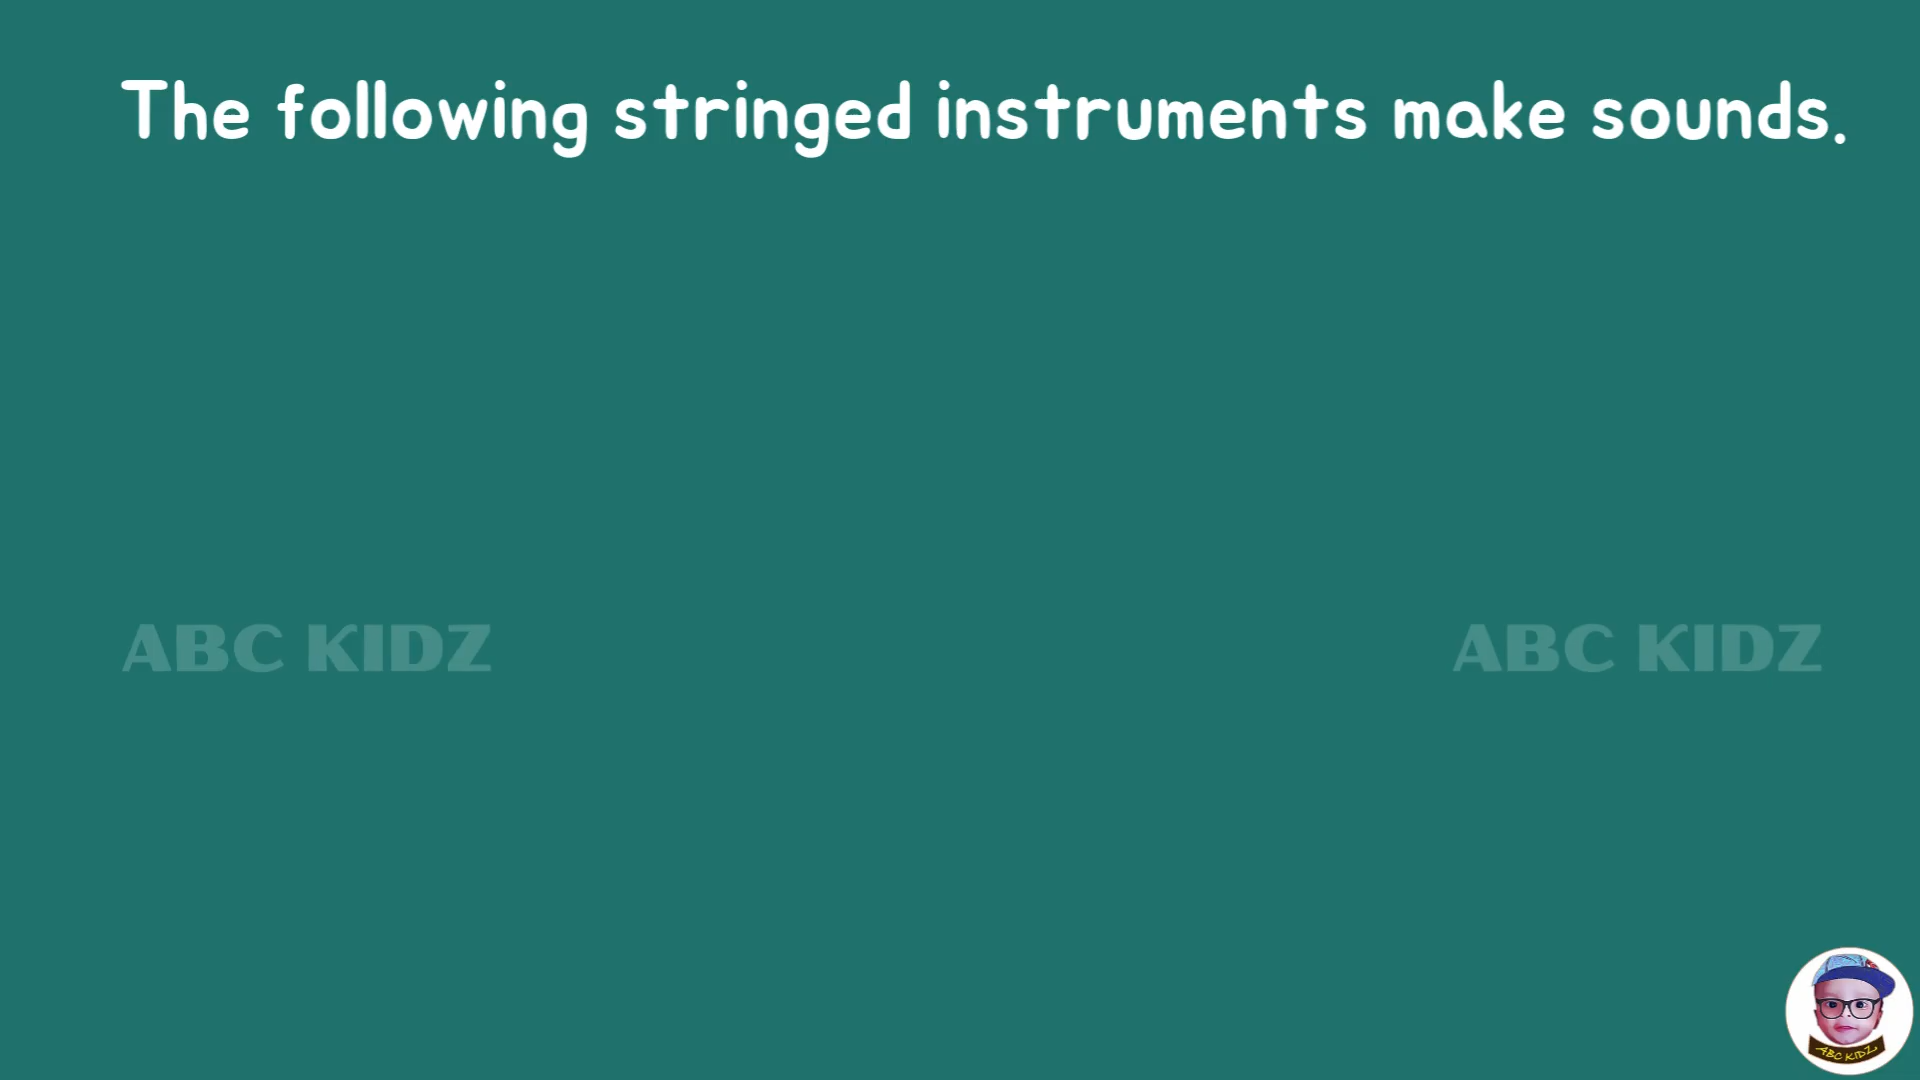 The following stringed instruments make sounds.
ABC KIDZ ABC KIDZ
ABC KIDZ